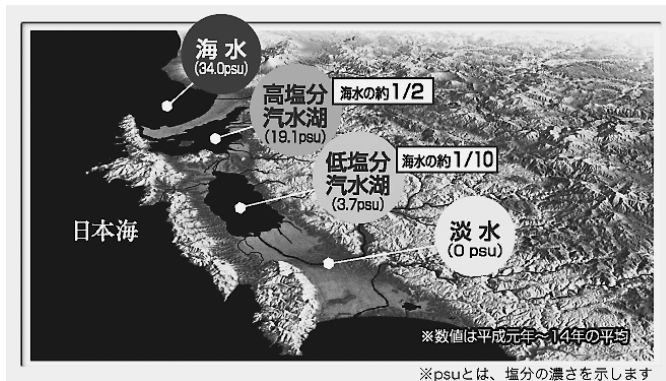 海水
(34.0psu)
高塩分
汽水湖
(19.1psu)
海水の約1/2
低塩分
汽水湖
(3.7psu)
海水の約1/10
日本海
淡水
(0 psu)
※数値は平成元年〜14年の平均
※psuとは、塩分の濃さを示します